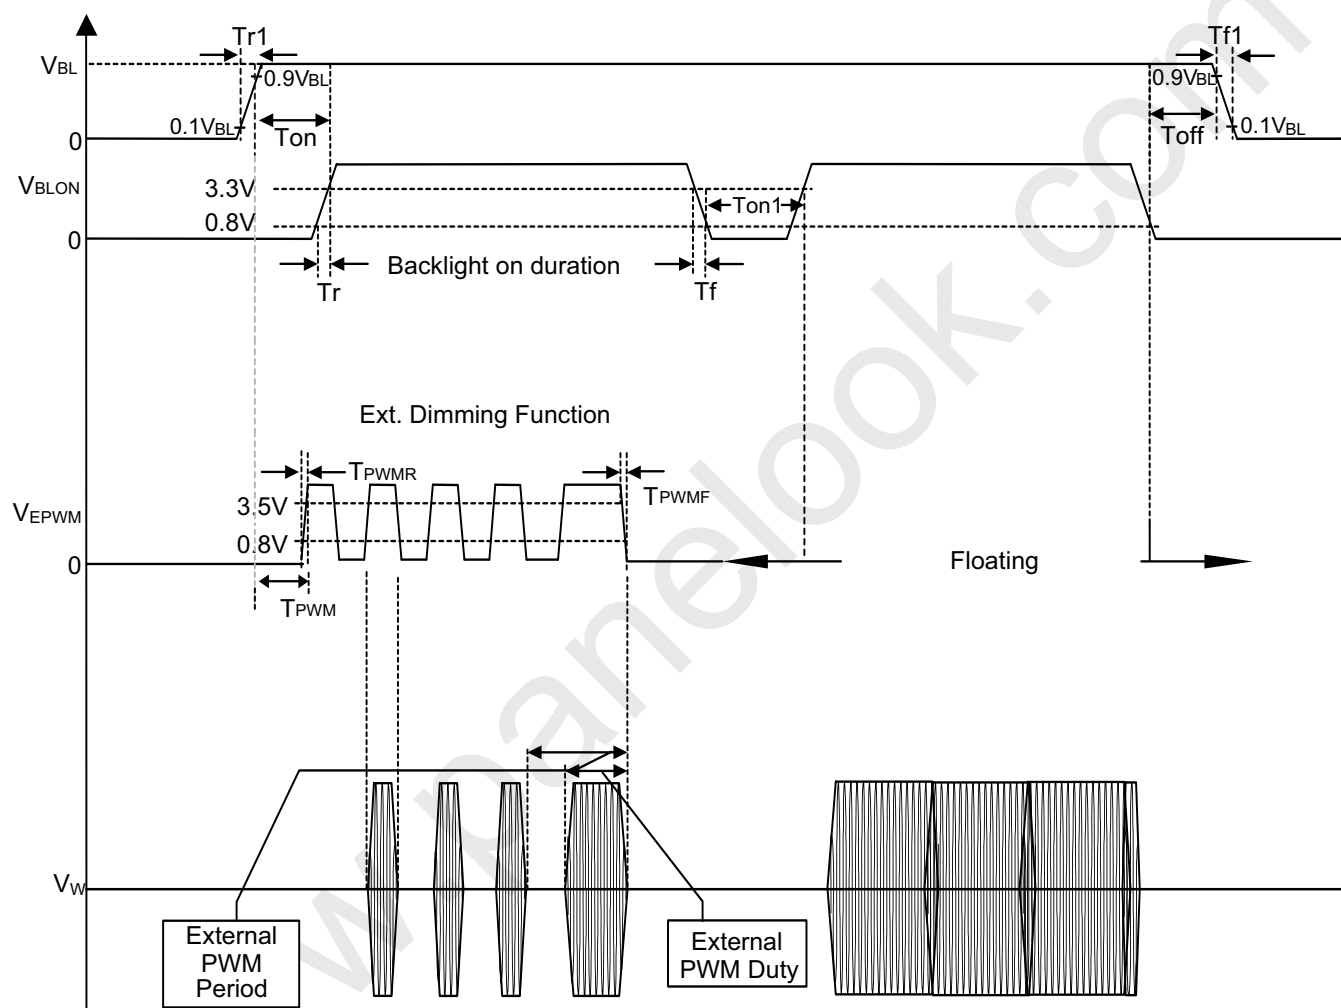 Tr1
Tf1
VBL
0.9VBL
0.9VBL
0.1VBL
Ton
Toff
0.1VBL
0
VBLON
3.3V
Ton1
0.8V
0
Backlight on duration
Tr
Tf
Ext. Dimming Function
TPWMR
TPWMF
3.5V
VEPWM
0.8V
0
Floating
TPWM
VW
External
PWM
Period
External
PWM Duty
wpanelook.com